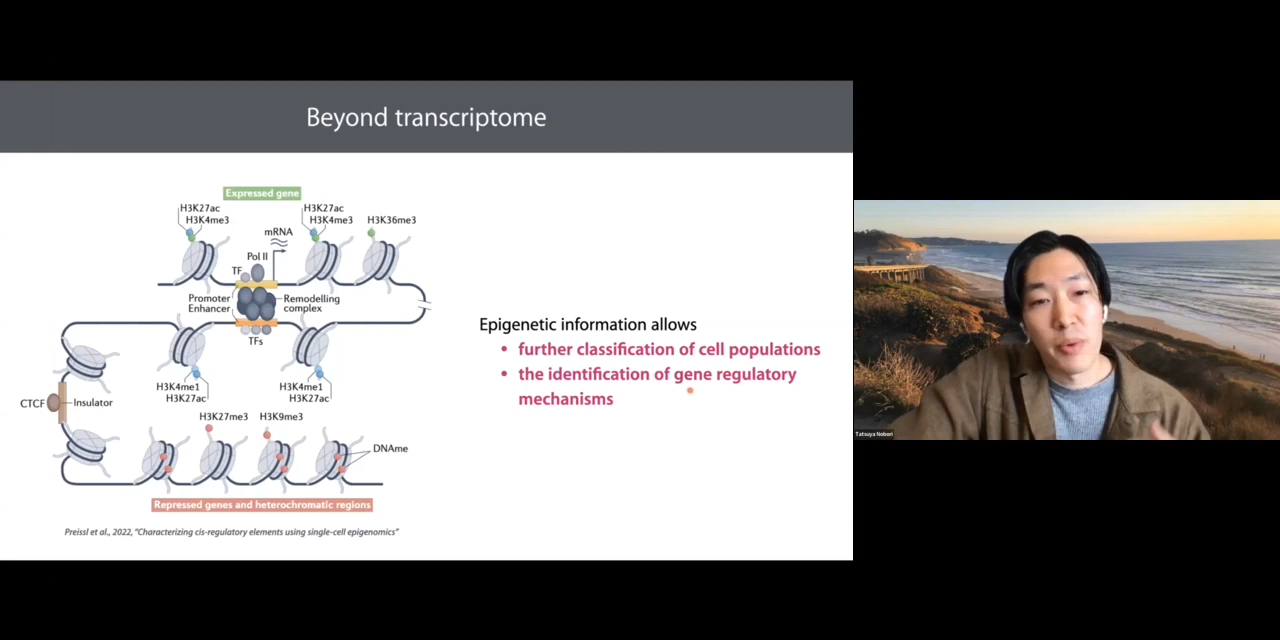 Beyond transcriptome
Expressed gene
H3K27ac
H3K4me3
H3K27ac
H3K4me3
H3K36me3
mRNA
Pol II
TF
Promoter
Enhancer
Remodelling
complex
TFs
H3K4me1
H3K27ac
H3K4me1
H3K27ac
CTCF
Insulator
H3K27me3
H3K9me3
DNAme
Repressed genes and heterochromatic regions
Preissl et al., 2022, "Characterizing cis-regulatory elements using single-cell epigenomics"
Epigenetic information allows
• further classification of cell populations
• the identification of gene regulatory
mechanisms
Tatsuya Nobori